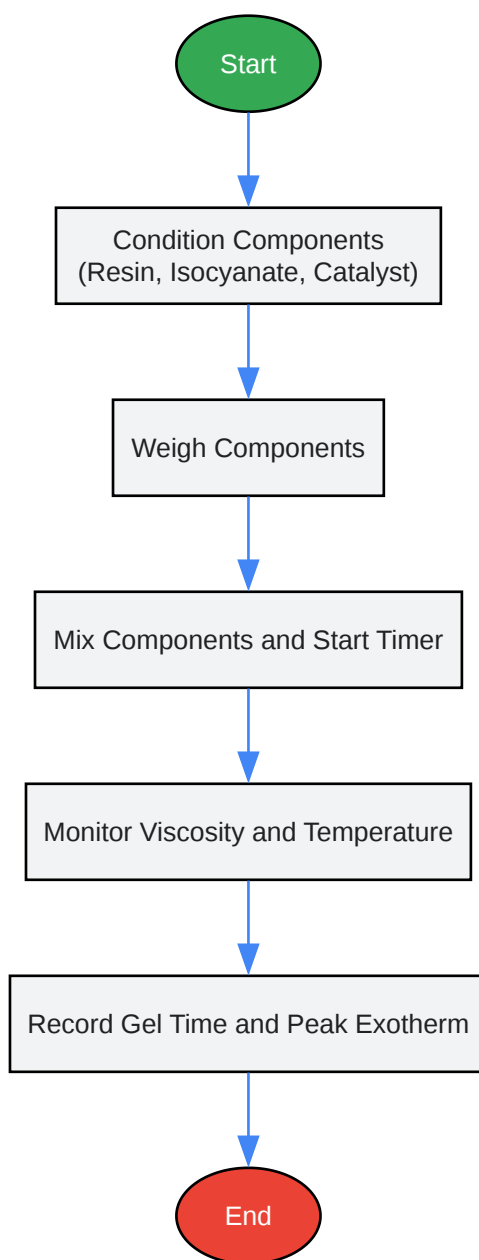 Start
Condition Components
(Resin, Isocyanate, Catalyst)
Weigh Components
Mix Components and Start Timer
Monitor Viscosity and Temperature
Record Gel Time and Peak Exotherm
End